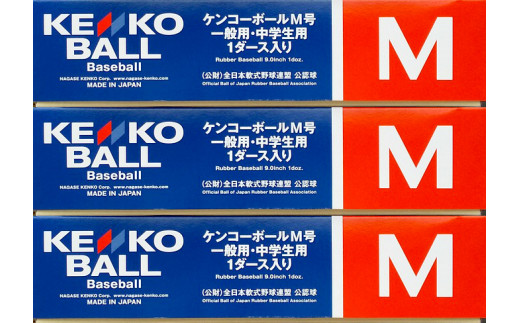 KENKO
BALL
Baseball
NAGASE KENKO Corp. www.nagase-kenko.com
MADE IN JAPAN
ケンコーボールM号
一般用・中学生用
1ダース入り
Rubber Baseball 9.0inch 1doz.
(公財)全日本軟式野球連盟 公認球
Official Ball of Japan Rubber Baseball Association
M
KENKO
BALL
Baseball
NAGASE KENKO Corp. www.nagase-kenko.com
MADE IN JAPAN
ケンコーボールM号
一般用・中学生用
1ダース入り
Rubber Baseball 9.0inch 1doz.
(公財)全日本軟式野球連盟 公認球
Official Ball of Japan Rubber Baseball Association
M
KENKO
BALL
Baseball
NAGASE KENKO Corp. www.nagase-kenko.com
MADE IN JAPAN
ケンコーボールM号
一般用・中学生用
1ダース入り
Rubber Baseball 9.0inch 1doz.
(公財)全日本軟式野球連盟 公認球
Official Ball of Japan Rubber Baseball Association
M